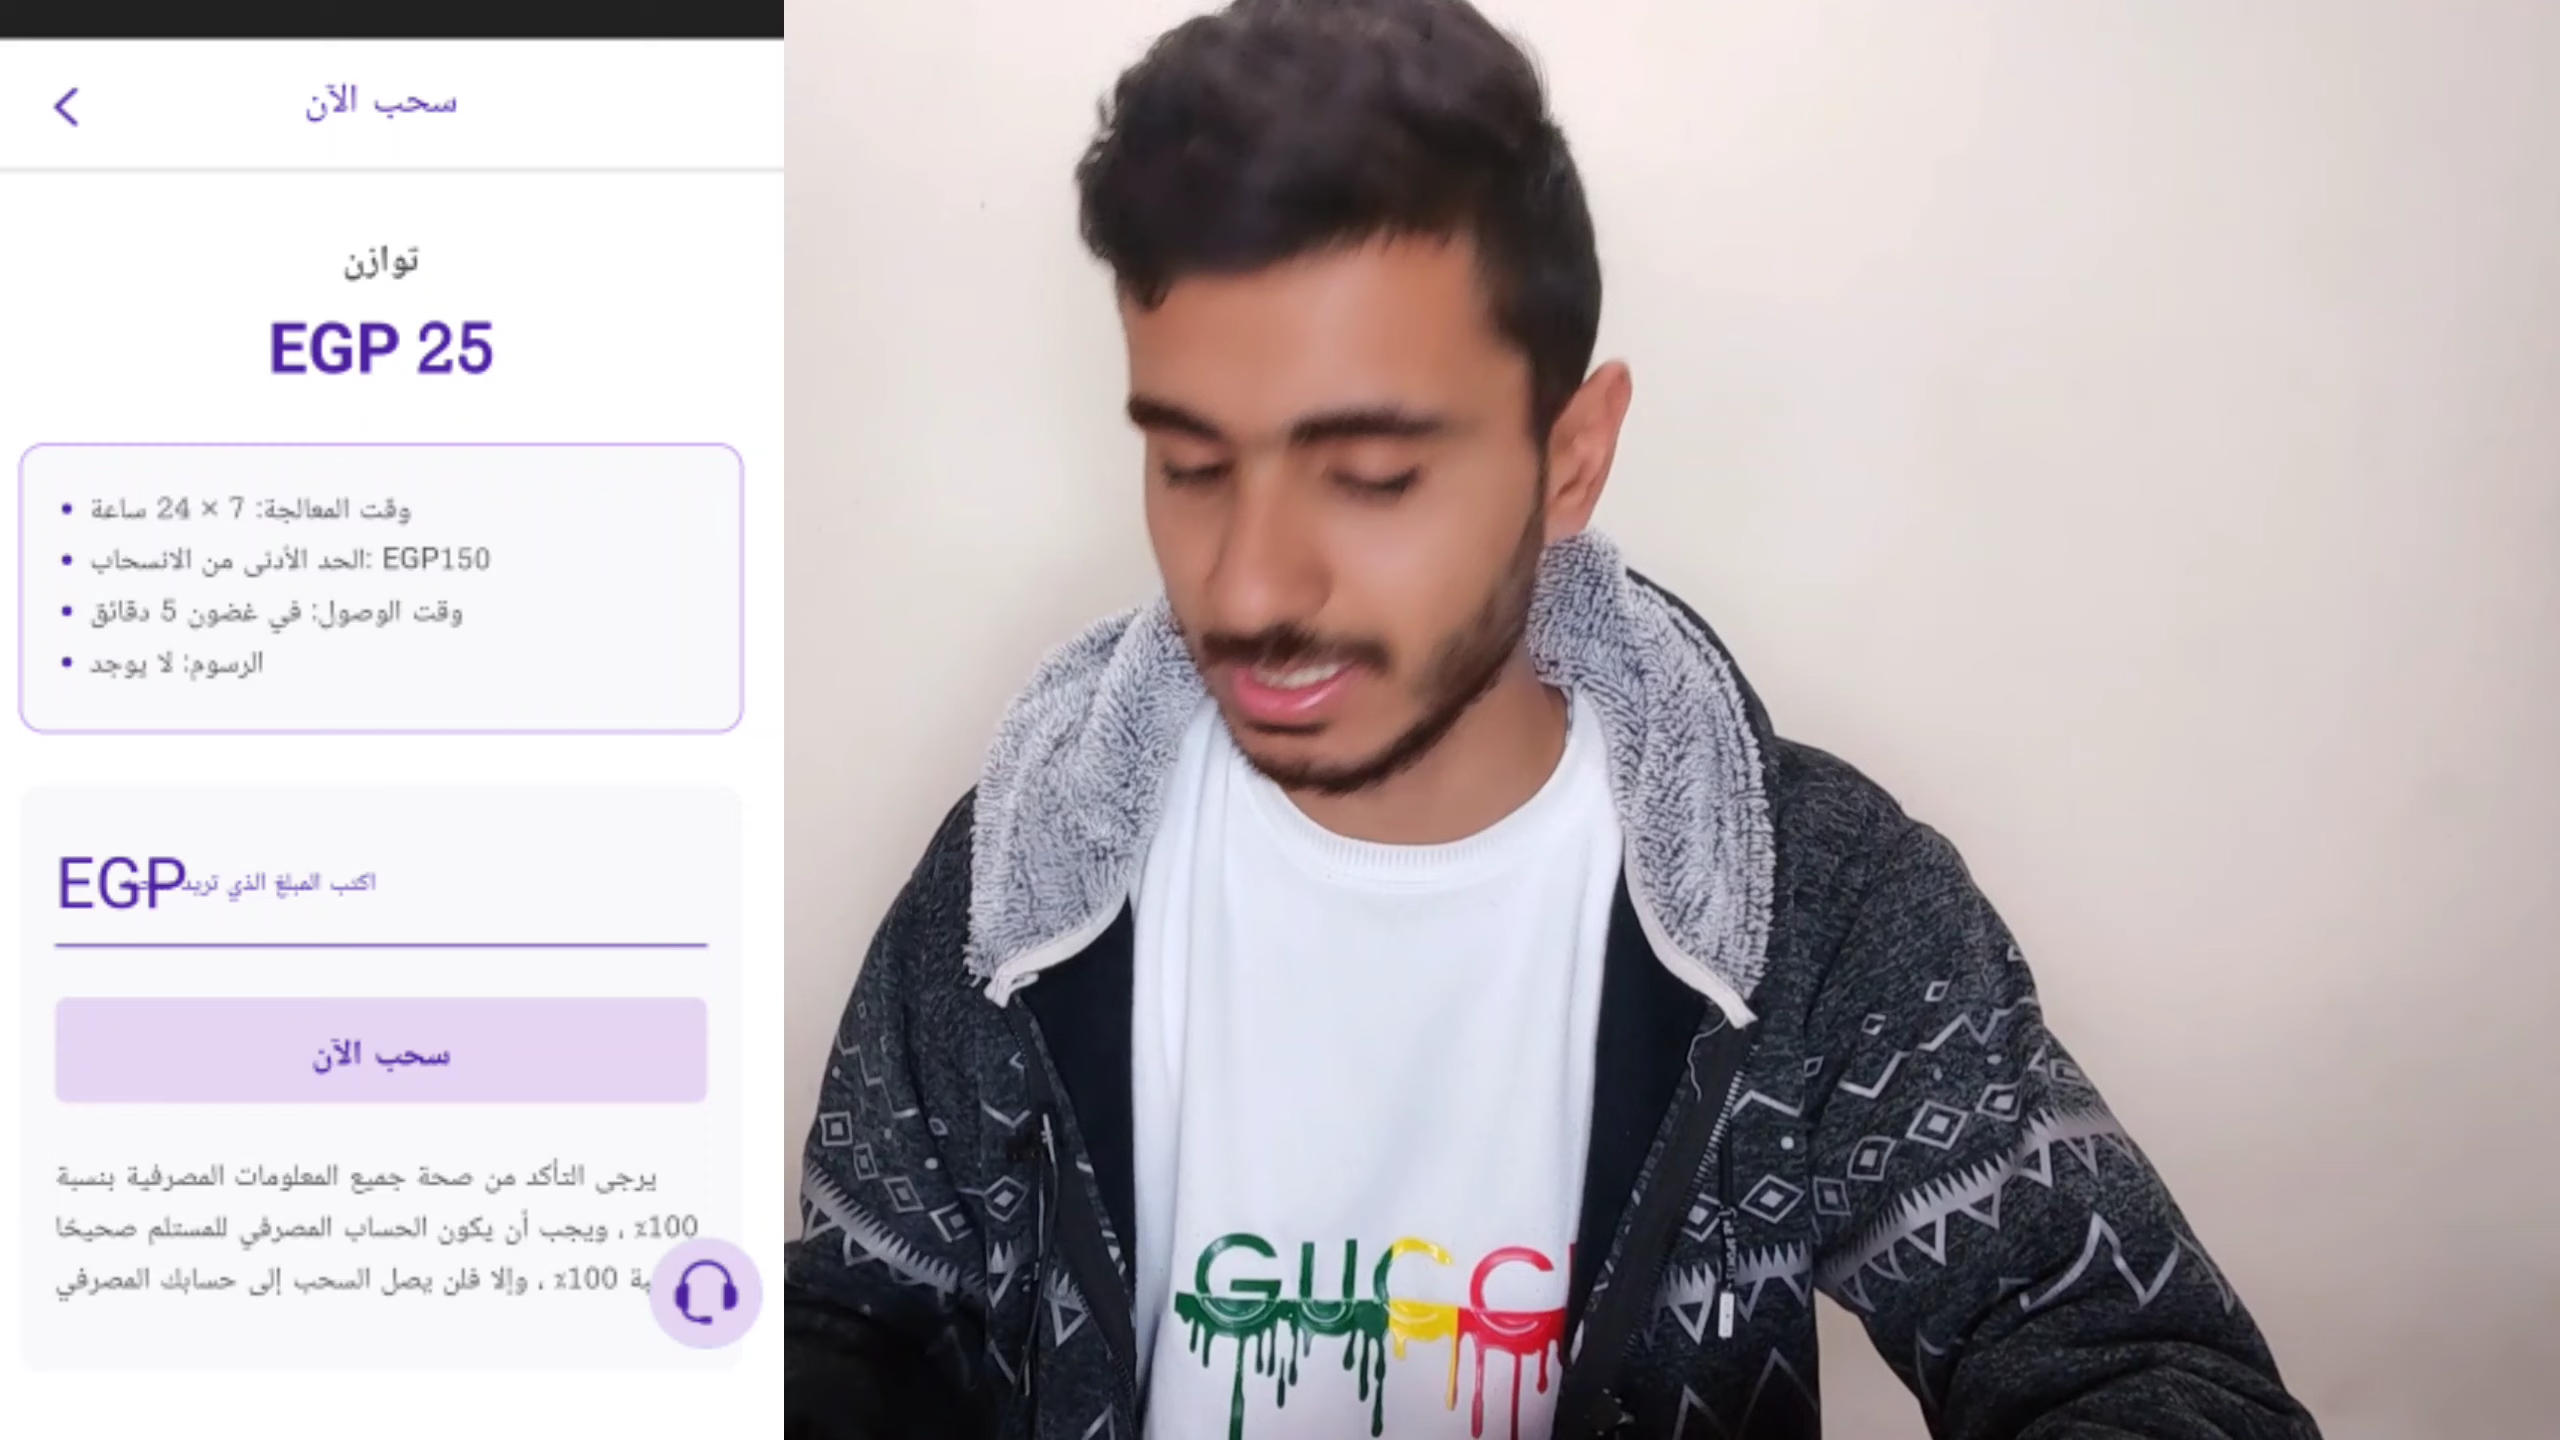 سحب الآن
توازن
EGP 25
وقت المعالجة: 7 × 24 ساعة
الحد الأدنى من الانسحاب: EGP150
وقت الوصول: في غضون 5 دقائق
الرسوم: لا يوجد
EGP
اكتب المبلغ الذي تريد
سحب الآن
يرجى التأكد من صحة جميع المعلومات المصرفية بنسبة
100٪ ، ويجب أن يكون الحساب المصرفي للمستلم صحيحًا
100٪ ، وإلا فلن يصل السحب إلى حسابك المصرفي
GUCC